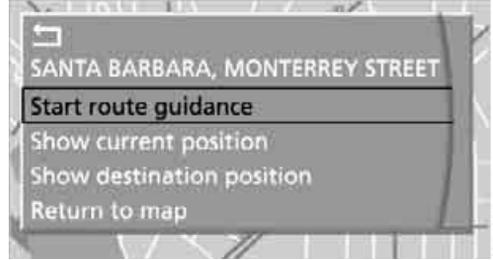 SANTA BARBARA, MONTERREY STREET
Start route guidance
Show current position
Show destination position
Return to map